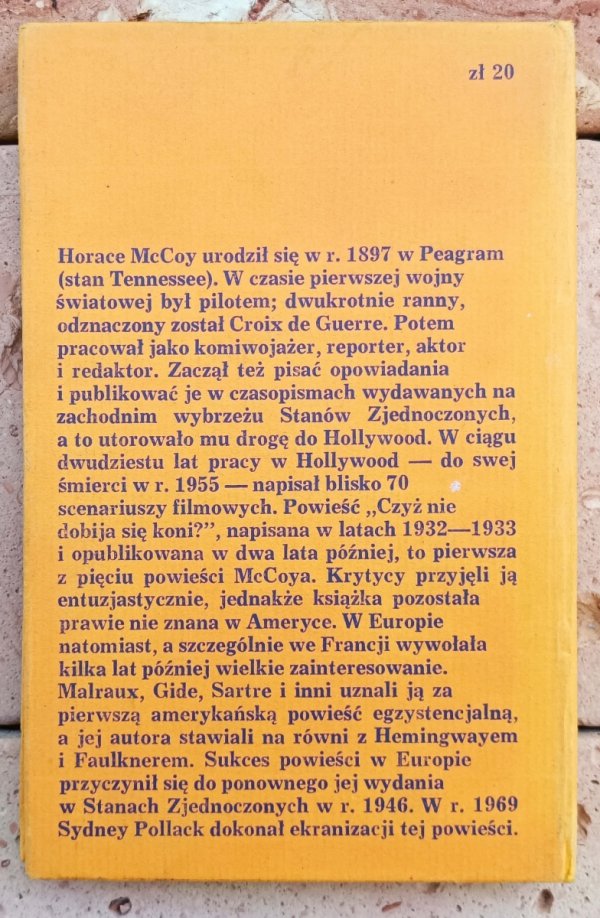 zł 20
Horace McCoy urodził się w r. 1897 w Peagram
(stan Tennessee). W czasie pierwszej wojny
światowej był pilotem; dwukrotnie ranny,
odznaczony został Croix de Guerre. Potem
pracował jako komiwojażer, reporter, aktor
i redaktor. Zaczął też pisać opowiadania
i publikować je w czasopismach wydawanych na
zachodnim wybrzeżu Stanów Zjednoczonych,
a to utorowało mu drogę do Hollywood. W ciągu
dwudziestu lat pracy w Hollywood — do swej
śmierci w r. 1955 — napisał blisko 70
scenariuszy filmowych. Powieść „Czyż nie
dobija się koni?”, napisana w latach 1932—1933
i opublikowana w dwa lata później, to pierwsza
z pięciu powieści McCoya. Krytycy przyjęli ją
entuzjastycznie, jednakże książka pozostała
prawie nie znana w Ameryce. W Europie
natomiast, a szczególnie we Francji wywołała
kilka lat później wielkie zainteresowanie.
Malraux, Gide, Sartre i inni uznali ją za
pierwszą amerykańską powieść egzystencjalną,
a jej autora stawiali na równi z Hemingwayem
i Faulknerem. Sukces powieści w Europie
przyczynił się do ponownego jej wydania
w Stanach Zjednoczonych w r. 1946. W r. 1969
Sydney Pollack dokonał ekranizacji tej powieści.